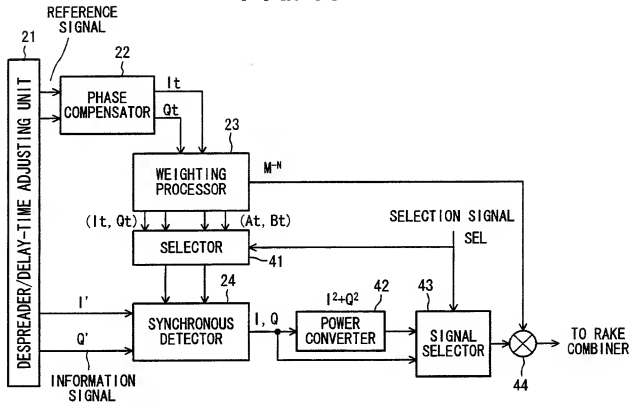 REFERENCE
SIGNAL
21
22
DESPREADER/DELAY-TIME ADJUSTING UNIT
PHASE
COMPENSATOR
It
Qt
23
WEIGHTING
PROCESSOR
M⁻ᴺ
(It, Qt)
(At, Bt)
SELECTION SIGNAL
SEL
SELECTOR
41
24
I'
SYNCHRONOUS
DETECTOR
I, Q
I²+Q²
42
POWER
CONVERTER
43
SIGNAL
SELECTOR
TO RAKE
COMBINER
44
Q'
INFORMATION
SIGNAL